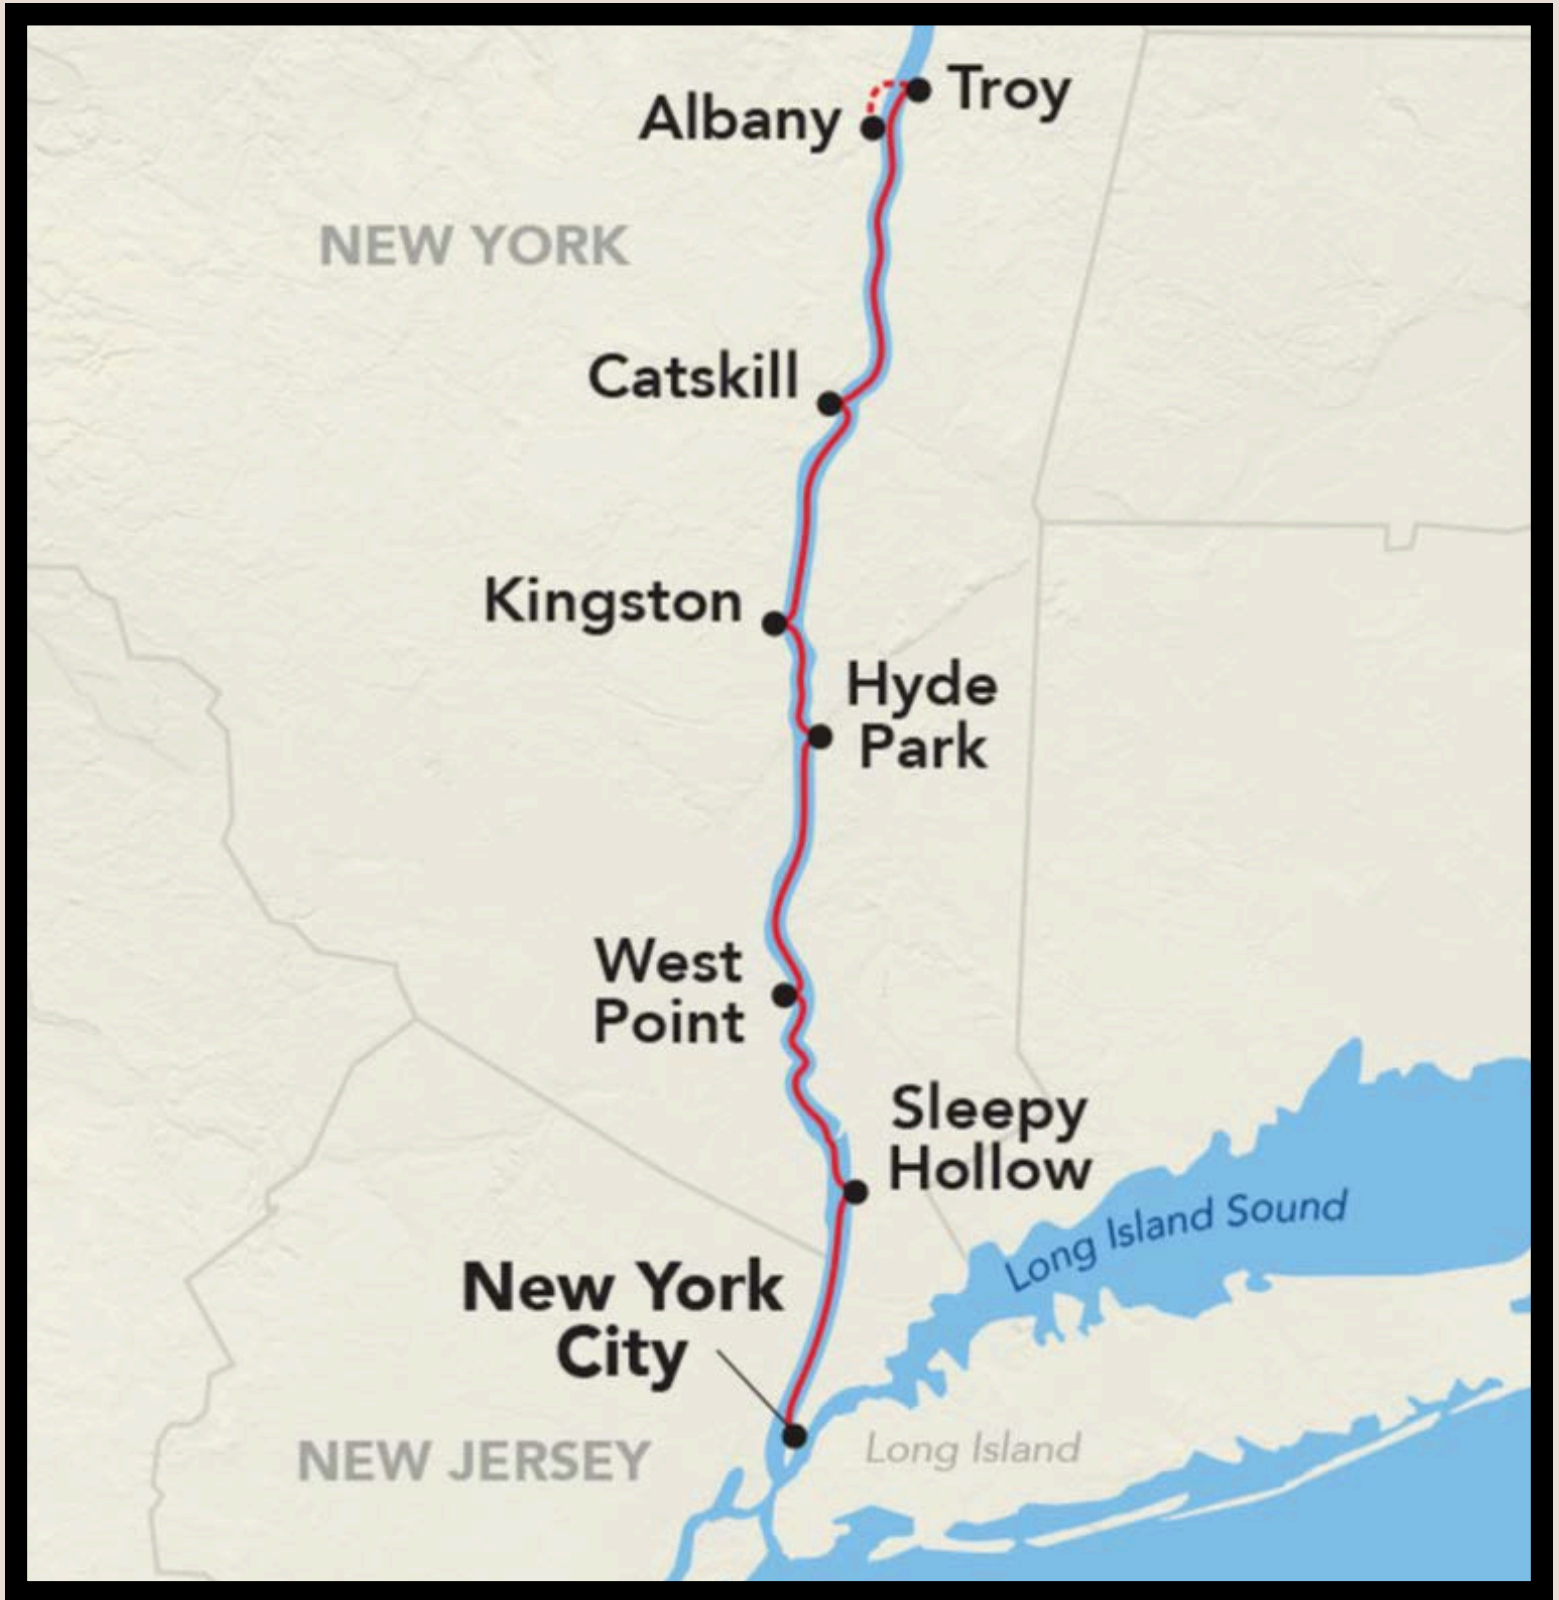 Troy
Albany
NEW YORK
Catskill
Kingston
Hyde
Park
West
Point
Sleepy
Hollow
Long Island Sound
New York
City
Long Island
NEW JERSEY